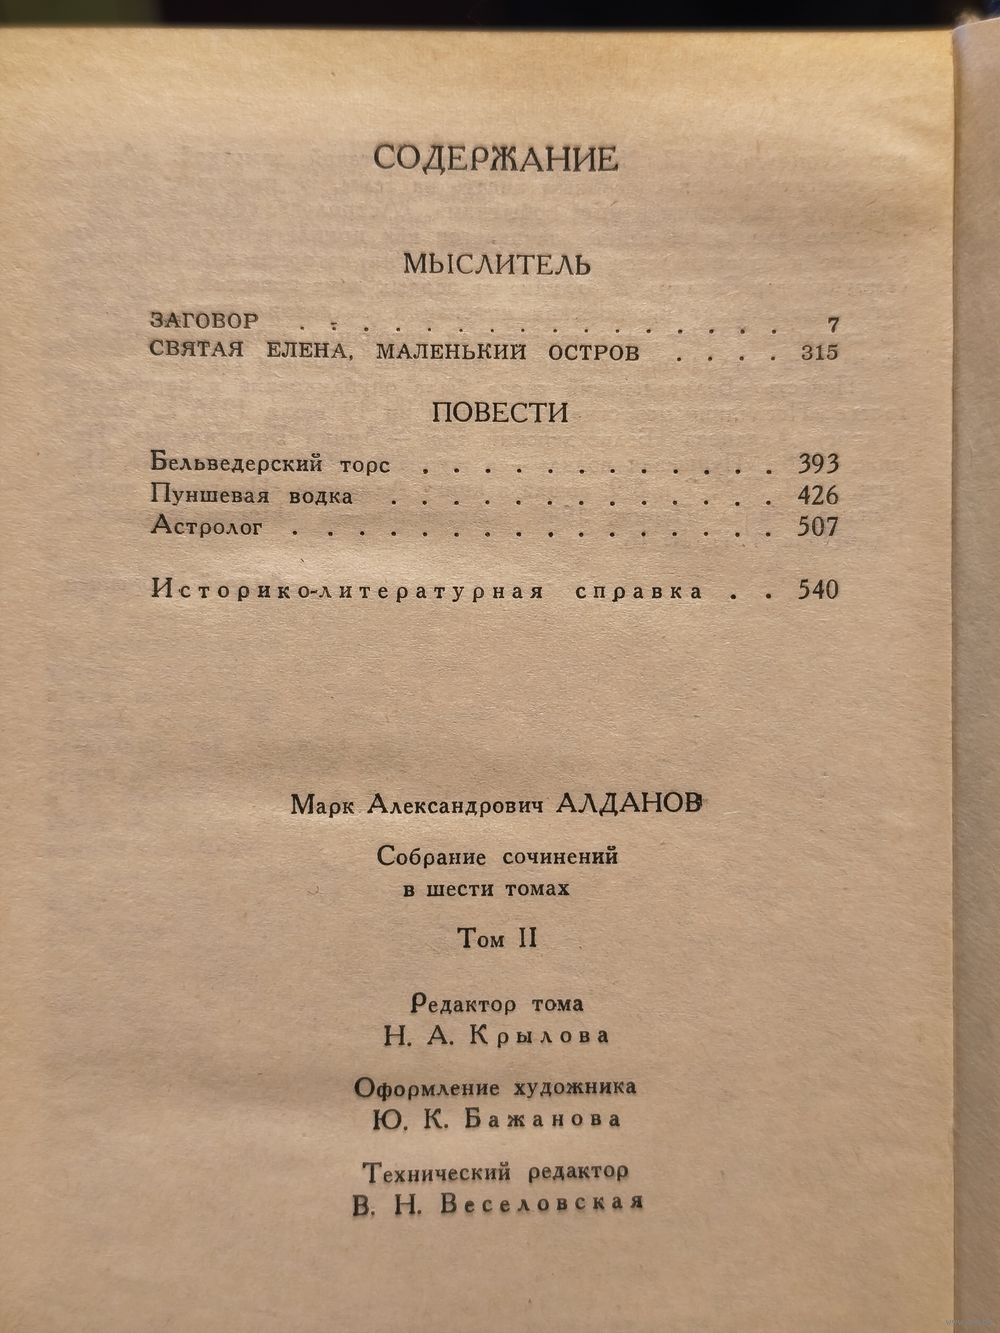 СОДЕРЖАНИЕ
МЫСЛИТЕЛЬ
ЗАГОВОР . . . . . . . . . . . . . . . . 7
СВЯТАЯ ЕЛЕНА, МАЛЕНЬКИЙ ОСТРОВ . . . . 315
ПОВЕСТИ
Бельведерский торс . . . . . . . . . . . . 393
Пуншевая водка . . . . . . . . . . . . . 426
Астролог . . . . . . . . . . . . . . . . 507
Историко-литературная справка . . 540
Марк Александрович АЛДАНОВ
Собрание сочинений
в шести томах
Том II
Редактор тома
Н. А. Крылова
Оформление художника
Ю. К. Бажанова
Технический редактор
В. Н. Веселовская